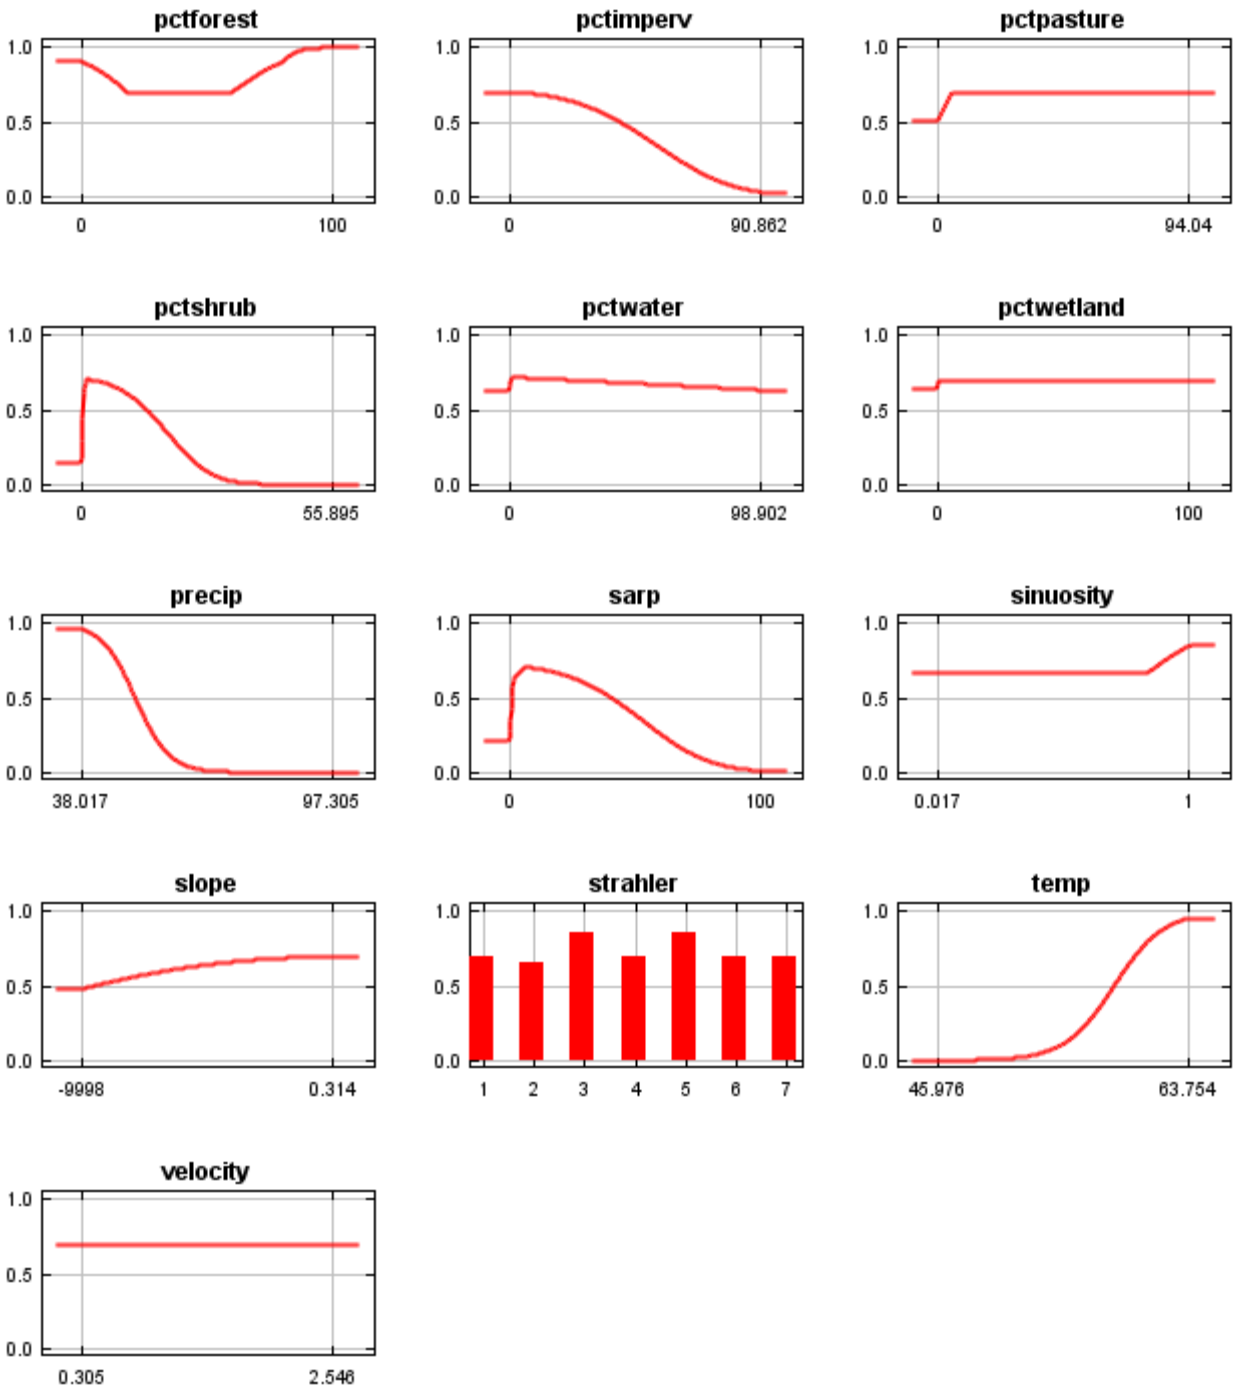 pctforest pctimperv pctpasture
1.0 1.0 1.0
0.5 0.5 0.5
0.0 0.0 0.0
0 100 0 90.862 0 94.04
pctshrub pctwater pctwetland
1.0 1.0 1.0
0.5 0.5 0.5
0.0 0.0 0.0
0 55.895 0 98.902 0 100
precip sarp sinuosity
1.0 1.0 1.0
0.5 0.5 0.5
0.0 0.0 0.0
38.017 97.305 0 100 0.017 1
slope strahler temp
1.0 1.0 1.0
0.5 0.5 0.5
0.0 0.0 0.0
-9998 0.314 1 2 3 4 5 6 7 45.976 63.754
velocity
1.0
0.5
0.0
0.305 2.546